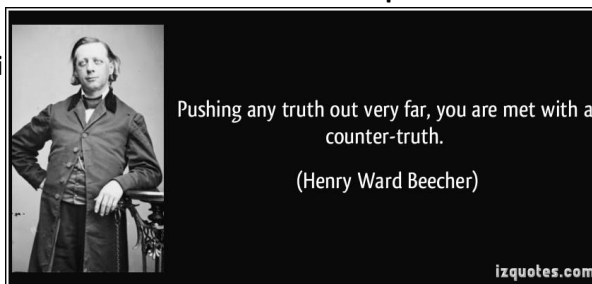 Pushing any truth out very far, you are met with a
counter-truth.
(Henry Ward Beecher)
izquotes.com